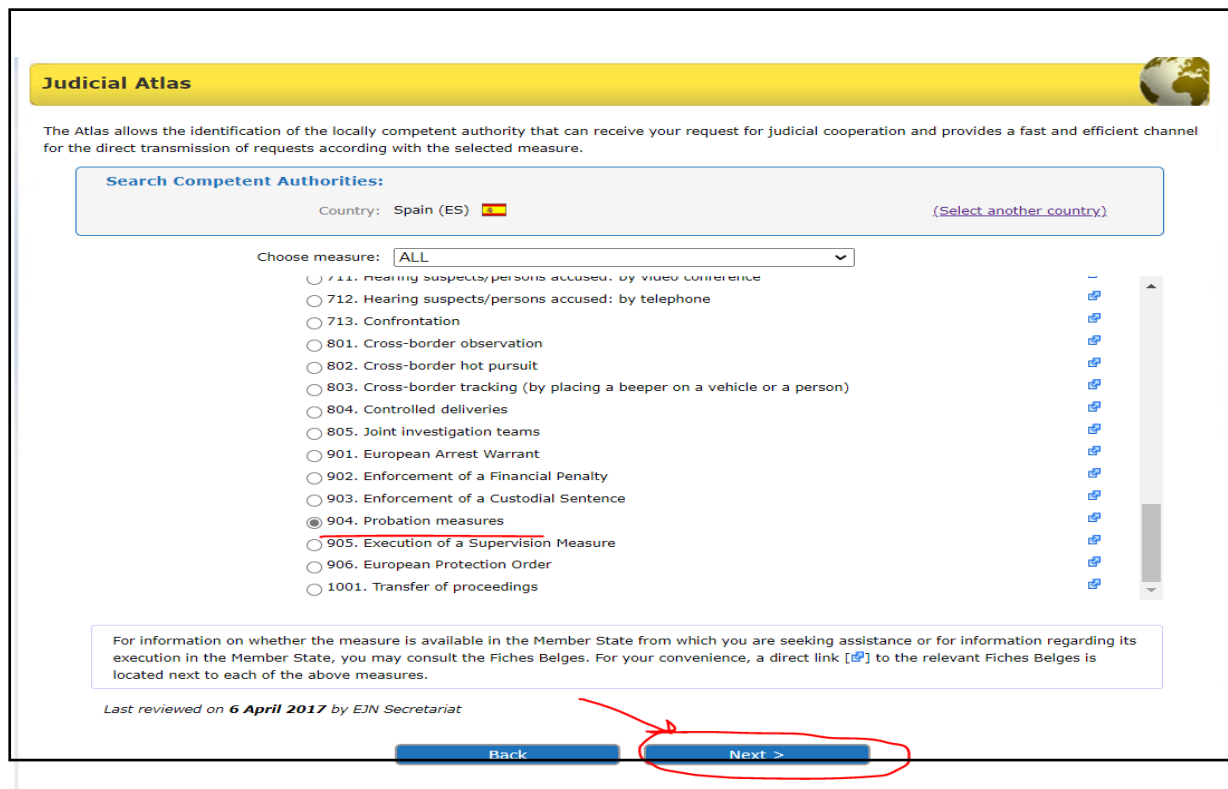 Judicial Atlas
The Atlas allows the identification of the locally competent authority that can receive your request for judicial cooperation and provides a fast and efficient channel
for the direct transmission of requests according with the selected measure.
Search Competent Authorities:
Country: Spain (ES) (Select another country)
Choose measure: ALL
711. Hearing suspects/persons accused: by video conference
712. Hearing suspects/persons accused: by telephone
713. Confrontation
801. Cross-border observation
802. Cross-border hot pursuit
803. Cross-border tracking (by placing a beeper on a vehicle or a person)
804. Controlled deliveries
805. Joint investigation teams
901. European Arrest Warrant
902. Enforcement of a Financial Penalty
903. Enforcement of a Custodial Sentence
904. Probation measures
905. Execution of a Supervision Measure
906. European Protection Order
1001. Transfer of proceedings
For information on whether the measure is available in the Member State from which you are seeking assistance or for information regarding its
execution in the Member State, you may consult the Fiches Belges. For your convenience, a direct link [ ] to the relevant Fiches Belges is
located next to each of the above measures.
Last reviewed on 6 April 2017 by EJN Secretariat
Back Next >